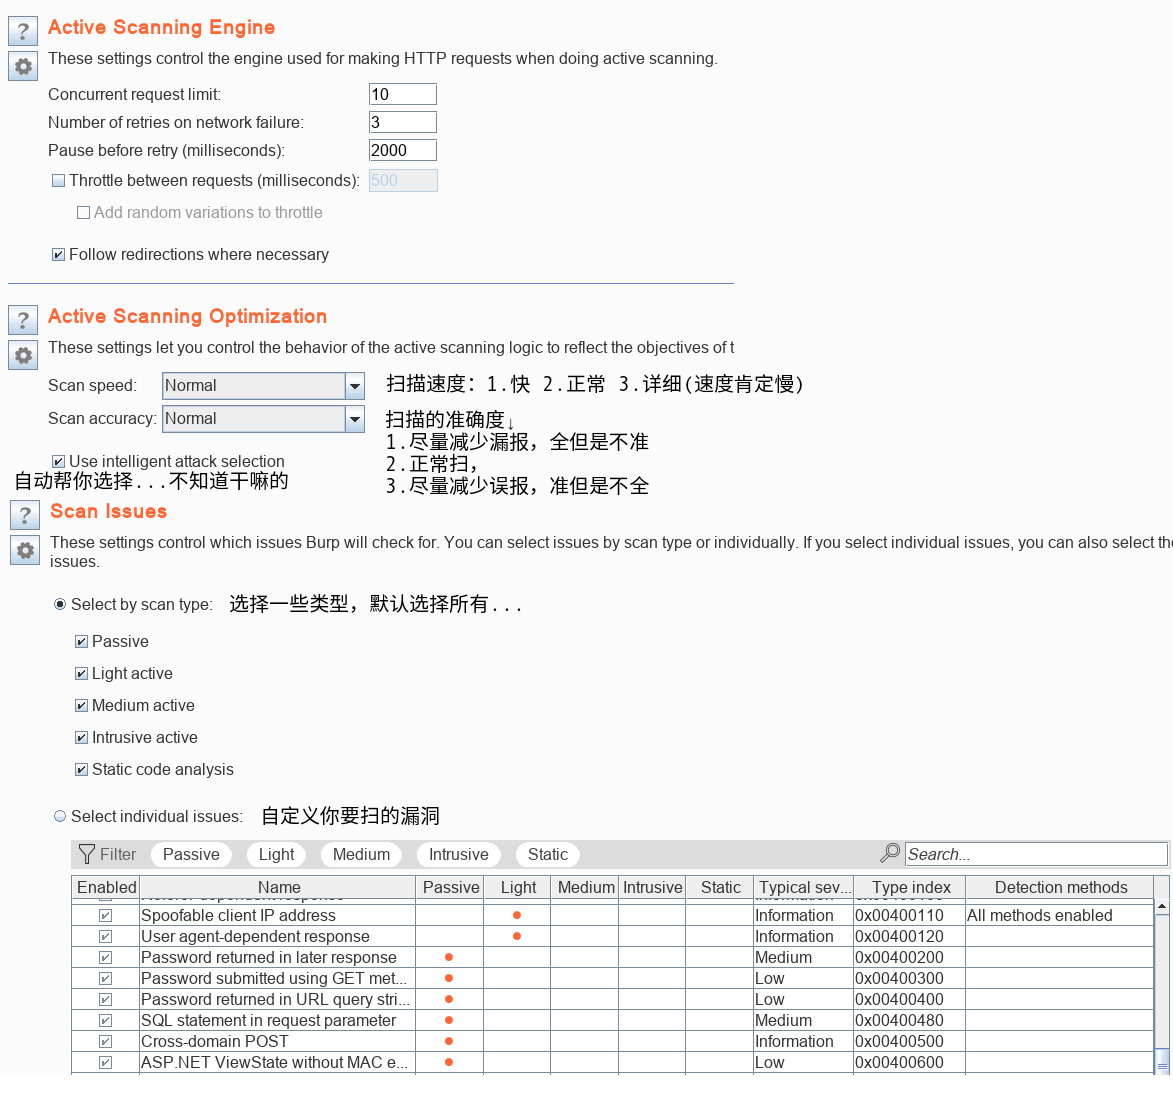 Active Scanning Engine
These settings control the engine used for making HTTP requests when doing active scanning.
Concurrent request limit: 10
Number of retries on network failure: 3
Pause before retry (milliseconds): 2000
Throttle between requests (milliseconds): 500
Add random variations to throttle
Follow redirections where necessary
Active Scanning Optimization
These settings let you control the behavior of the active scanning logic to reflect the objectives of t
Scan speed: Normal 扫描速度：1.快 2.正常 3.详细(速度肯定慢)
Scan accuracy: Normal 扫描的准确度↓
1.尽量减少漏报，全但是不准
Use intelligent attack selection 2.正常扫，
自动帮你选择...不知道干嘛的 3.尽量减少误报，准但是不全
Scan Issues
These settings control which issues Burp will check for. You can select issues by scan type or individually. If you select individual issues, you can also select the
issues.
Select by scan type: 选择一些类型，默认选择所有...
Passive
Light active
Medium active
Intrusive active
Static code analysis
Select individual issues: 自定义你要扫的漏洞
Filter Passive Light Medium Intrusive Static Search...
Enabled Name Passive Light Medium Intrusive Static Typical sev... Type index Detection methods
Spoofable client IP address Information 0x00400110 All methods enabled
User agent-dependent response Information 0x00400120
Password returned in later response Medium 0x00400200
Password submitted using GET met... Low 0x00400300
Password returned in URL query stri... Low 0x00400400
SQL statement in request parameter Medium 0x00400480
Cross-domain POST Information 0x00400500
ASP.NET ViewState without MAC e... Low 0x00400600